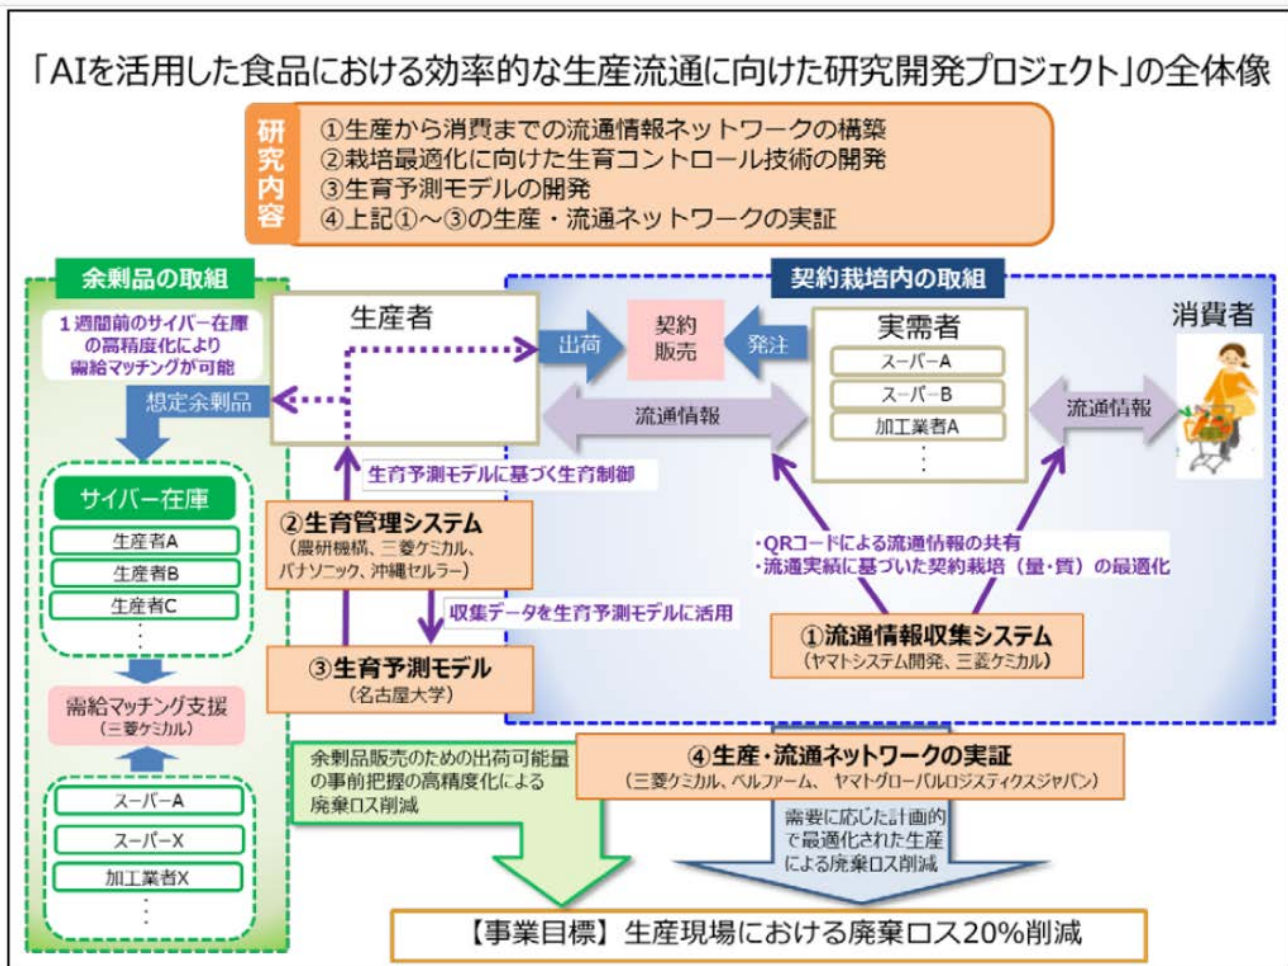 「AIを活用した食品における効率的な生産流通に向けた研究開発プロジェクト」の全体像
研究内容
①生産から消費までの流通情報ネットワークの構築
②栽培最適化に向けた生育コントロール技術の開発
③生育予測モデルの開発
④上記①～③の生産・流通ネットワークの実証
余剰品の取組
1週間前のサイバー在庫
の高精度化により
需給マッチングが可能
想定余剰品
サイバー在庫
生産者A
生産者B
生産者C
⋮
需給マッチング支援
(三菱ケミカル)
スーパーA
スーパーX
加工業者X
⋮
生産者
生育予測モデルに基づく生育制御
②生育管理システム
(農研機構、三菱ケミカル、
パナソニック、沖縄セルラー)
収集データを生育予測モデルに活用
③生育予測モデル
(名古屋大学)
契約栽培内の取組
出荷
契約
販売
発注
流通情報
実需者
スーパーA
スーパーB
加工業者A
⋮
流通情報
消費者
・QRコードによる流通情報の共有
・流通実績に基づいた契約栽培（量・質）の最適化
①流通情報収集システム
(ヤマトシステム開発、三菱ケミカル)
余剰品販売のための出荷可能量
の事前把握の高精度化による
廃棄ロス削減
④生産・流通ネットワークの実証
(三菱ケミカル、ベルファーム、 ヤマトグローバルロジスティクスジャパン)
需要に応じた計画的
で最適化された生産
による廃棄ロス削減
【事業目標】生産現場における廃棄ロス20%削減